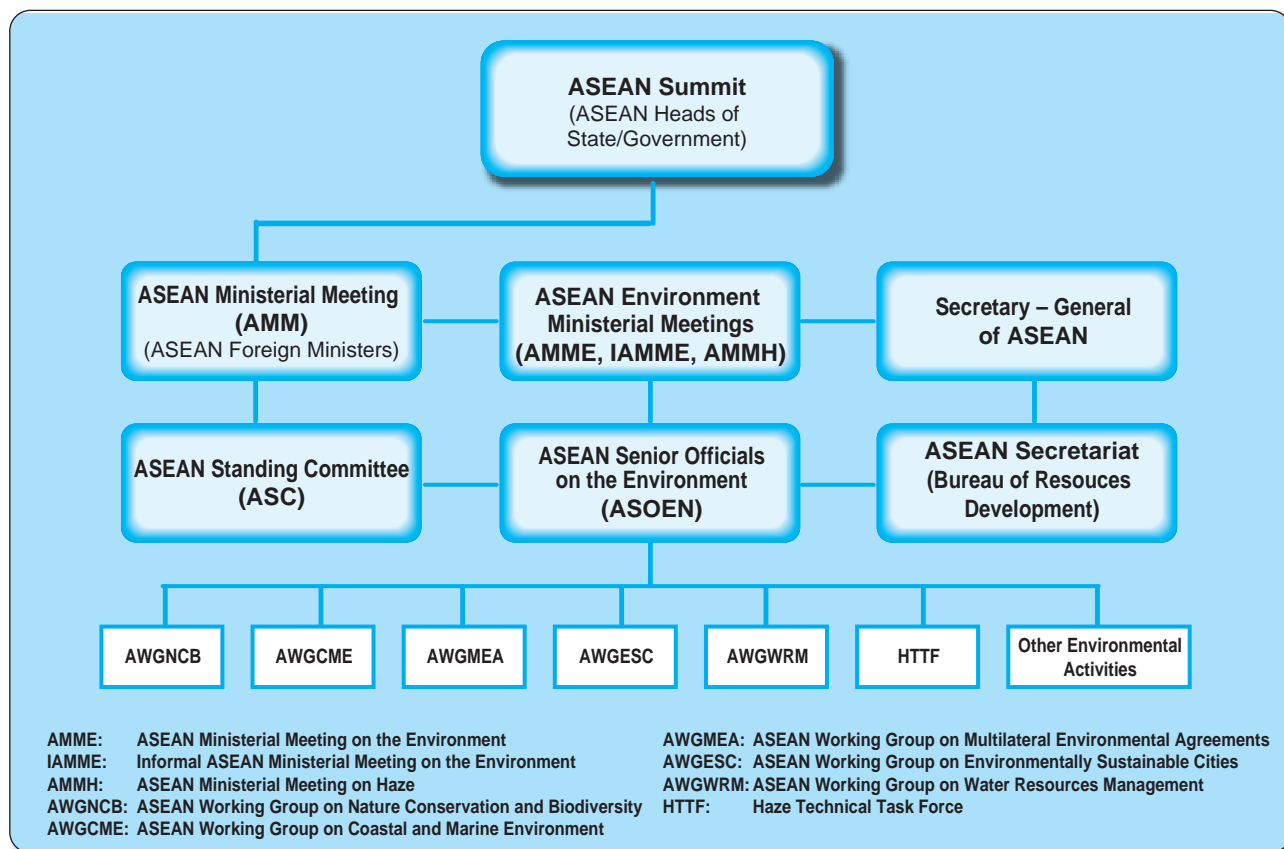 ASEAN Summit
(ASEAN Heads of
State/Government)
ASEAN Ministerial Meeting
(AMM)
(ASEAN Foreign Ministers)
ASEAN Environment
Ministerial Meetings
(AMME, IAMME, AMMH)
Secretary – General
of ASEAN
ASEAN Standing Committee
(ASC)
ASEAN Senior Officials
on the Environment
(ASOEN)
ASEAN Secretariat
(Bureau of Resouces
Development)
AWGNCB
AWGCME
AWGMEA
AWGESC
AWGWRM
HTTF
Other Environmental
Activities
AMME: ASEAN Ministerial Meeting on the Environment
IAMME: Informal ASEAN Ministerial Meeting on the Environment
AMMH: ASEAN Ministerial Meeting on Haze
AWGNCB: ASEAN Working Group on Nature Conservation and Biodiversity
AWGCME: ASEAN Working Group on Coastal and Marine Environment
AWGMEA: ASEAN Working Group on Multilateral Environmental Agreements
AWGESC: ASEAN Working Group on Environmentally Sustainable Cities
AWGWRM: ASEAN Working Group on Water Resources Management
HTTF: Haze Technical Task Force